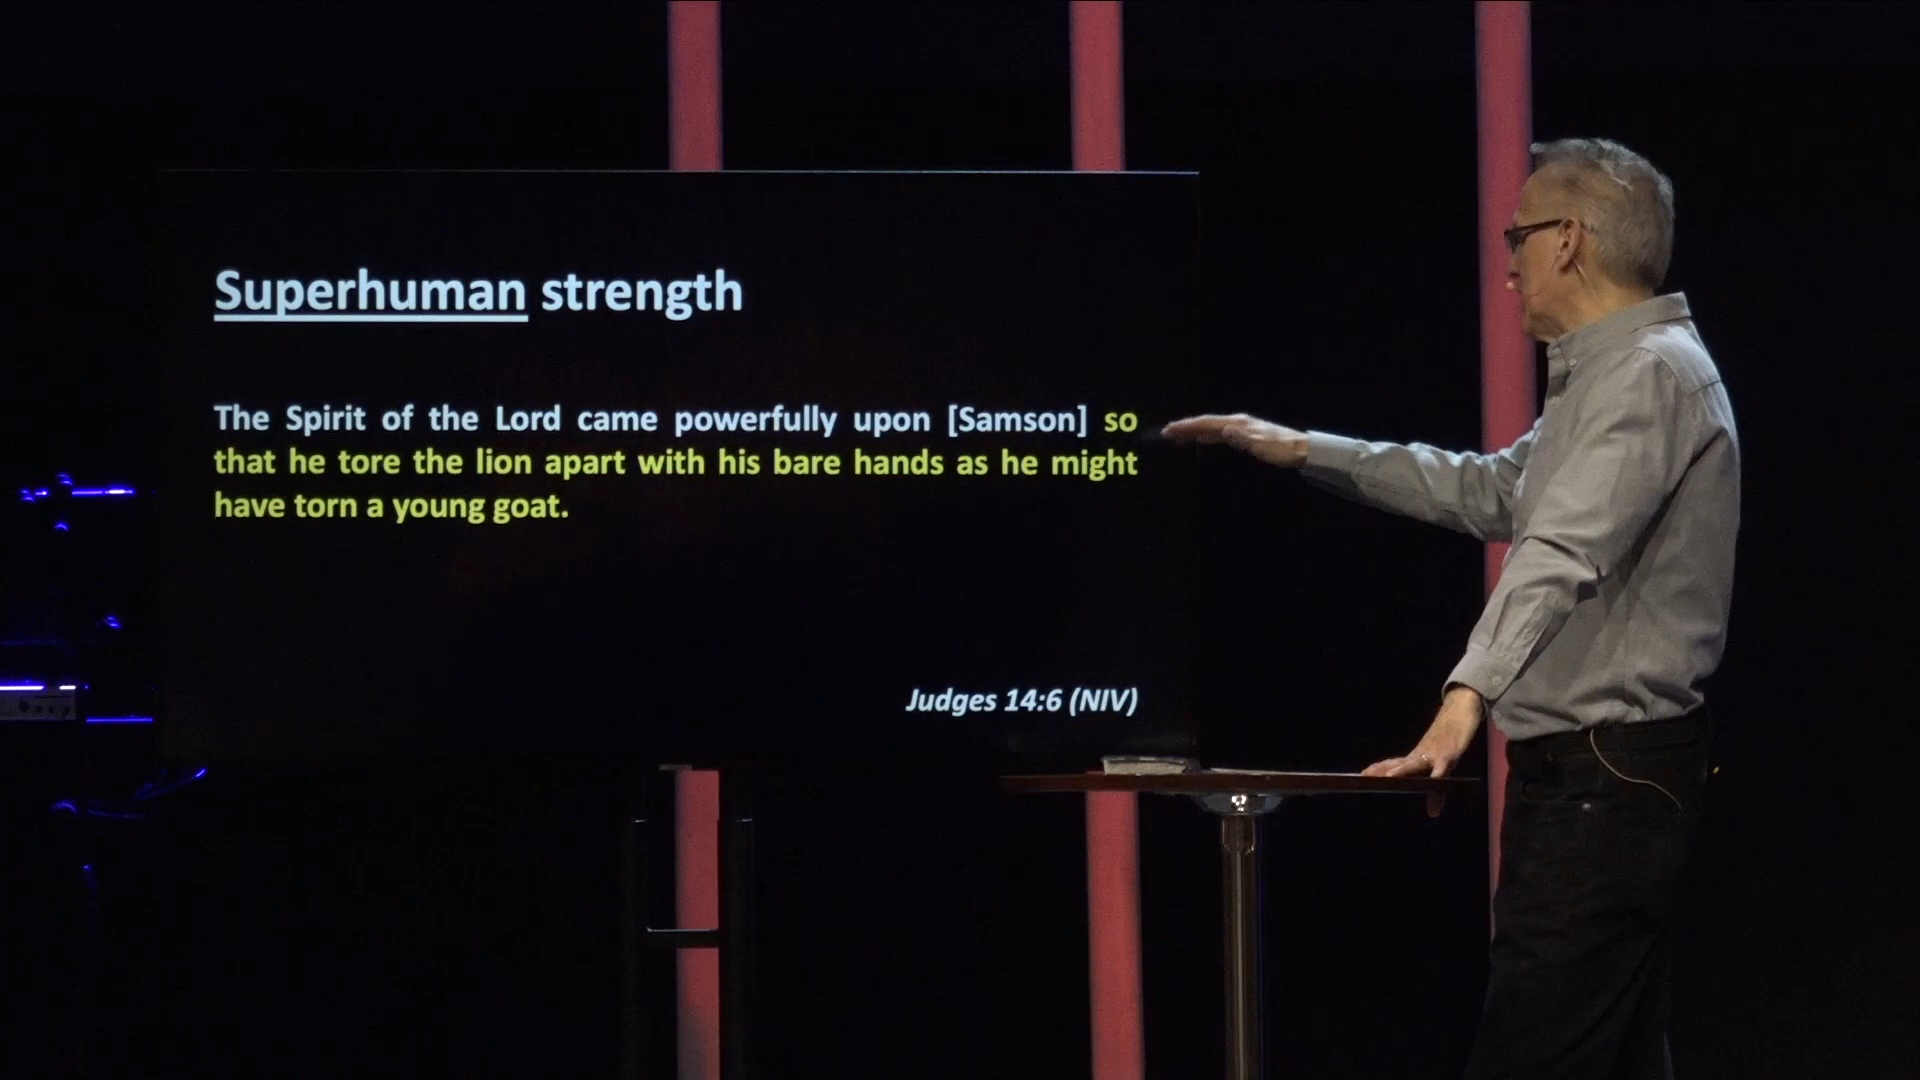 Superhuman strength
The Spirit of the Lord came powerfully upon [Samson] so
that he tore the lion apart with his bare hands as he might
have torn a young goat.
Judges 14:6 (NIV)